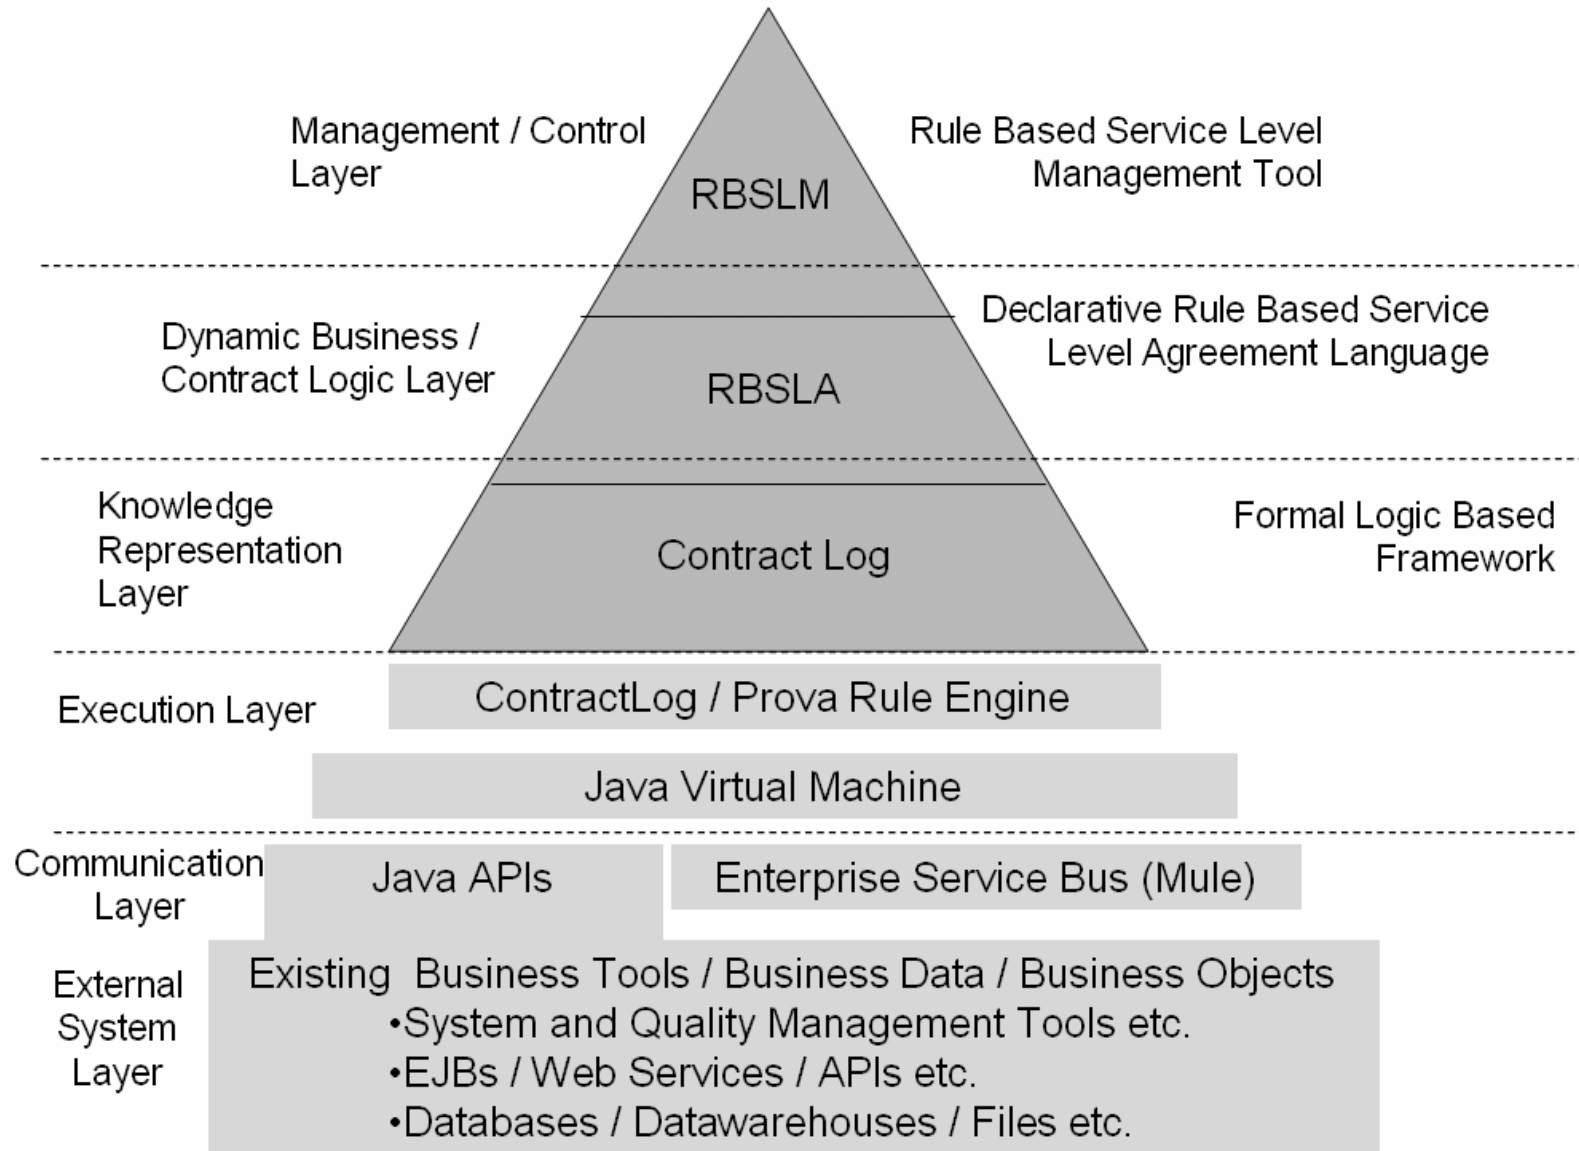 Management / Control
Layer
RBSLM
Rule Based Service Level
Management Tool
Dynamic Business /
Contract Logic Layer
RBSLA
Declarative Rule Based Service
Level Agreement Language
Knowledge
Representation
Layer
Contract Log
Formal Logic Based
Framework
Execution Layer
ContractLog / Prova Rule Engine
Java Virtual Machine
Communication
Layer
Java APIs
Enterprise Service Bus (Mule)
External
System
Layer
Existing Business Tools / Business Data / Business Objects
•System and Quality Management Tools etc.
•EJBs / Web Services / APIs etc.
•Databases / Datawarehouses / Files etc.